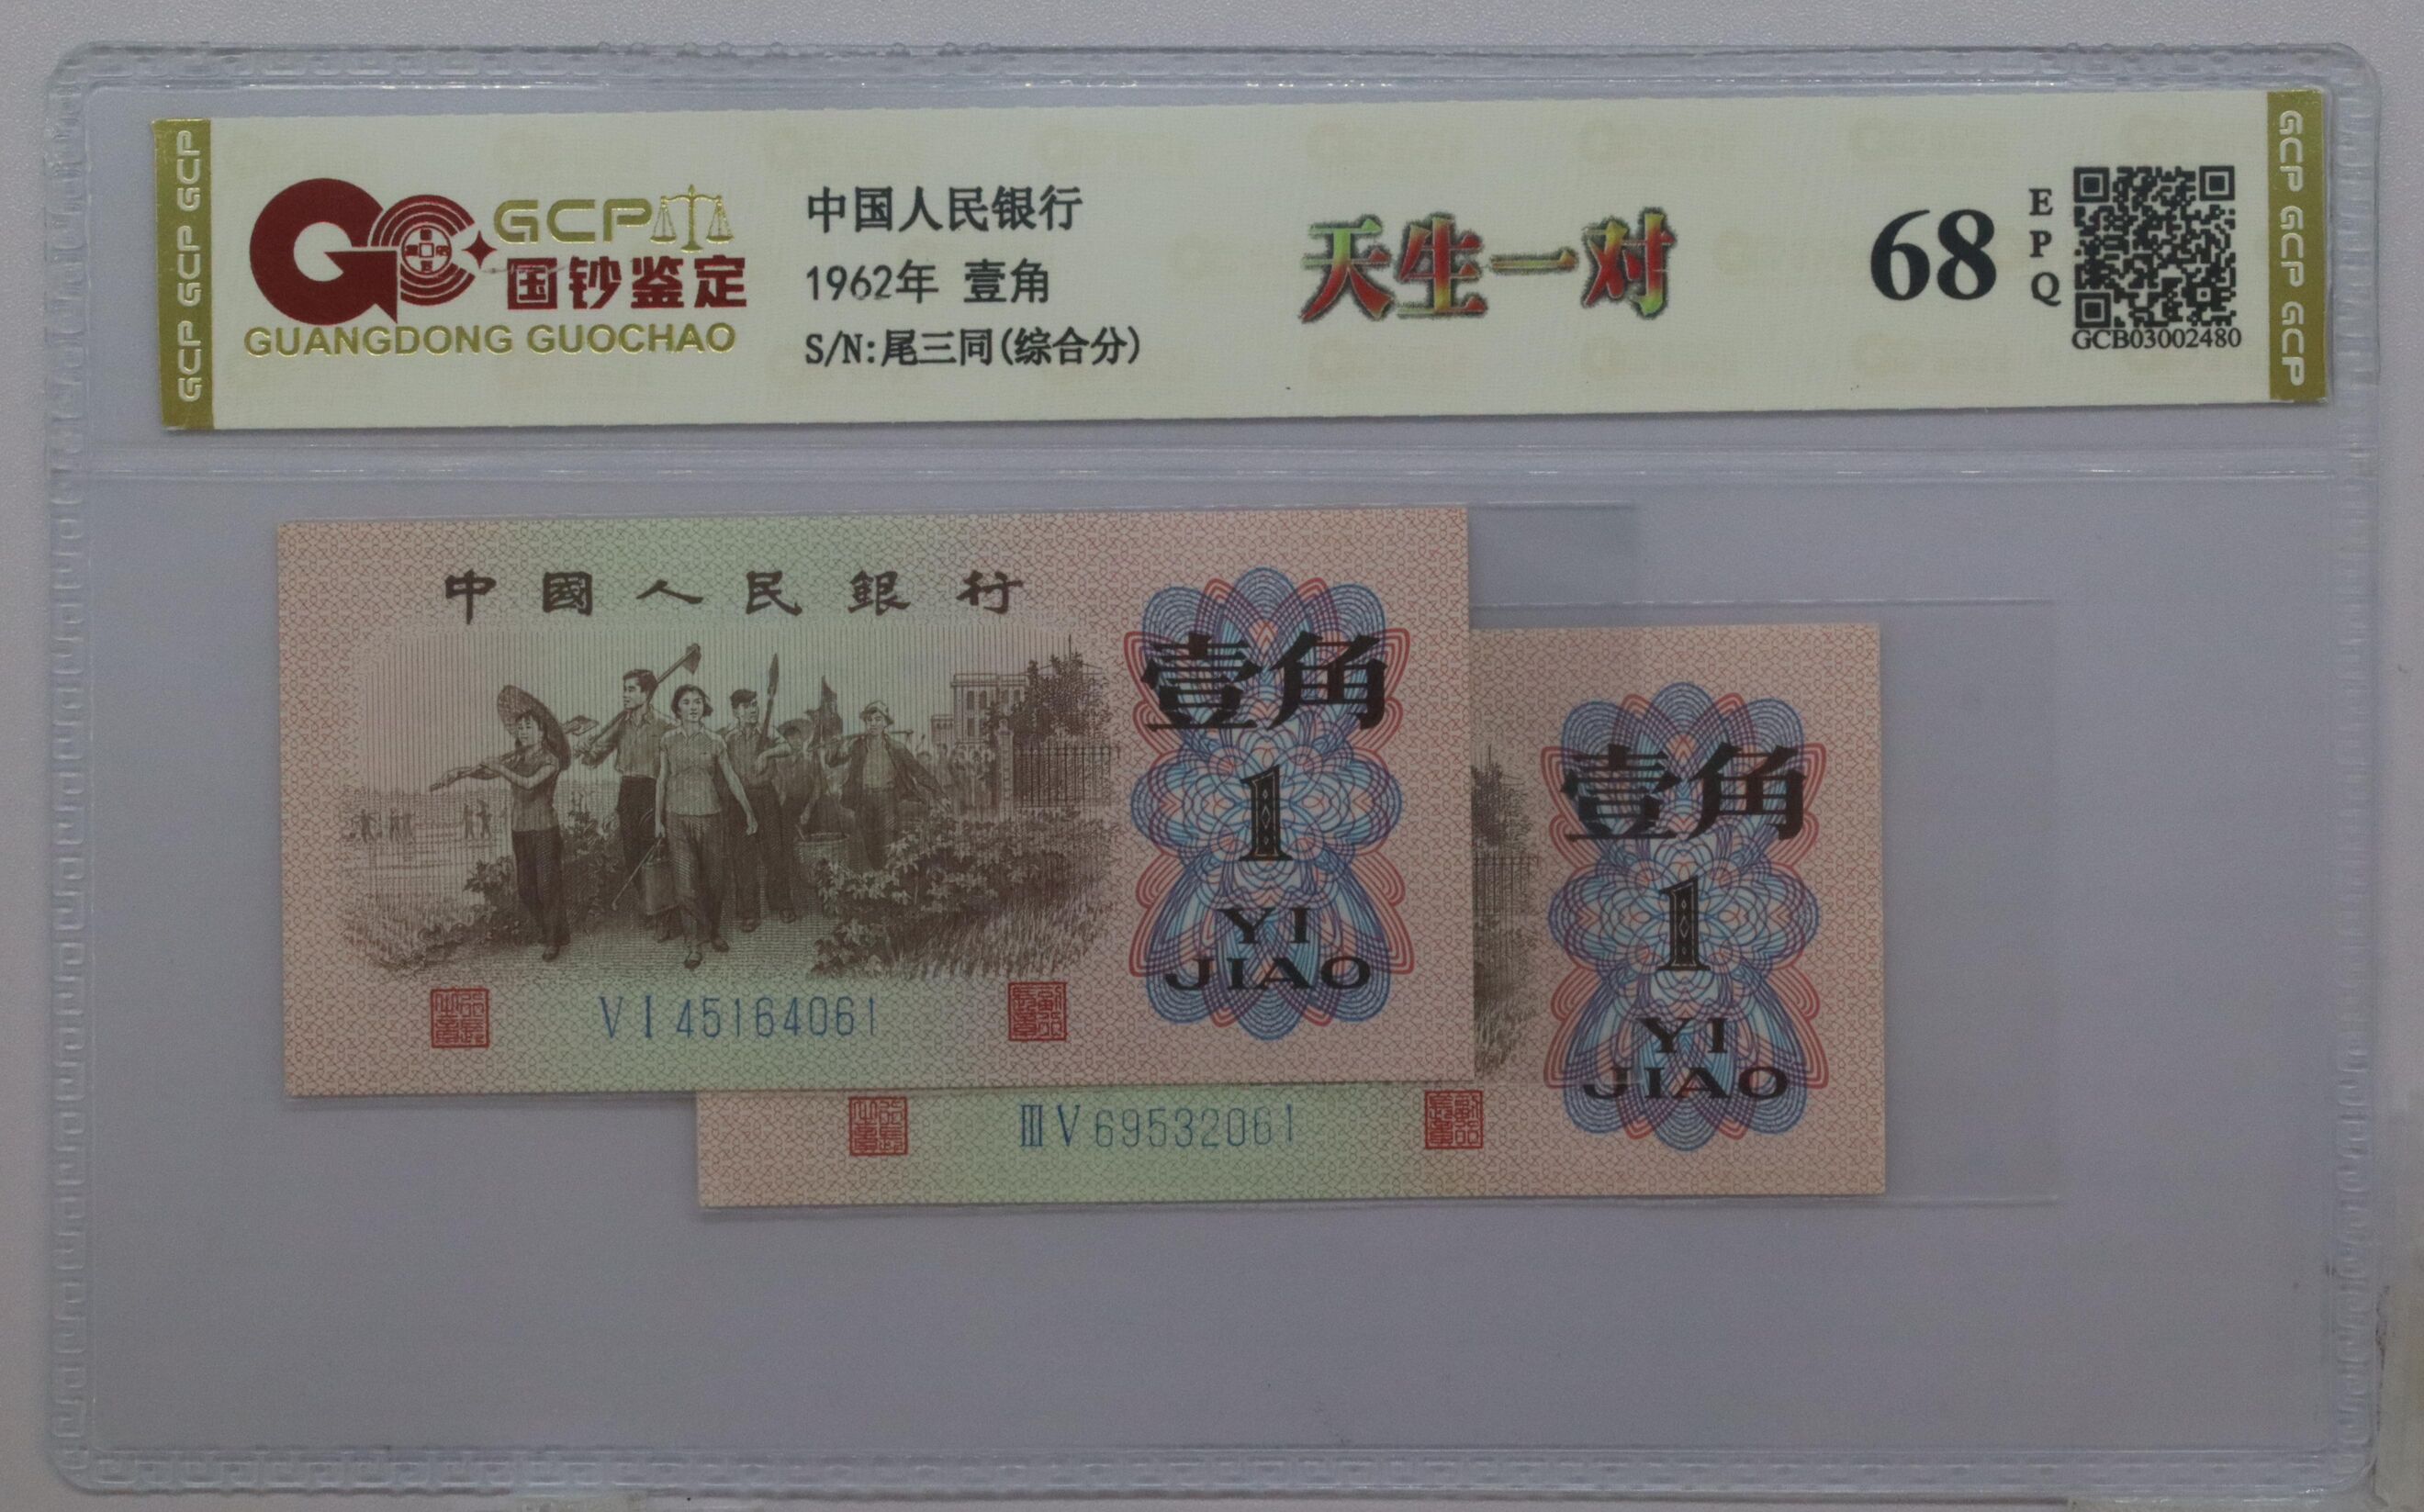 GCP GCP GCP
GCP
国钞鉴定
GUANGDONG GUOCHAO
中国人民银行
1962年 壹角
S/N:尾三同(综合分)
天生一对
68
EPQ
GCB03002480
GCP GCP GCP
中國人民銀行
壹角
1
YI
JIAO
VI 45164061
壹角
1
YI
JIAO
IIIV 69532061